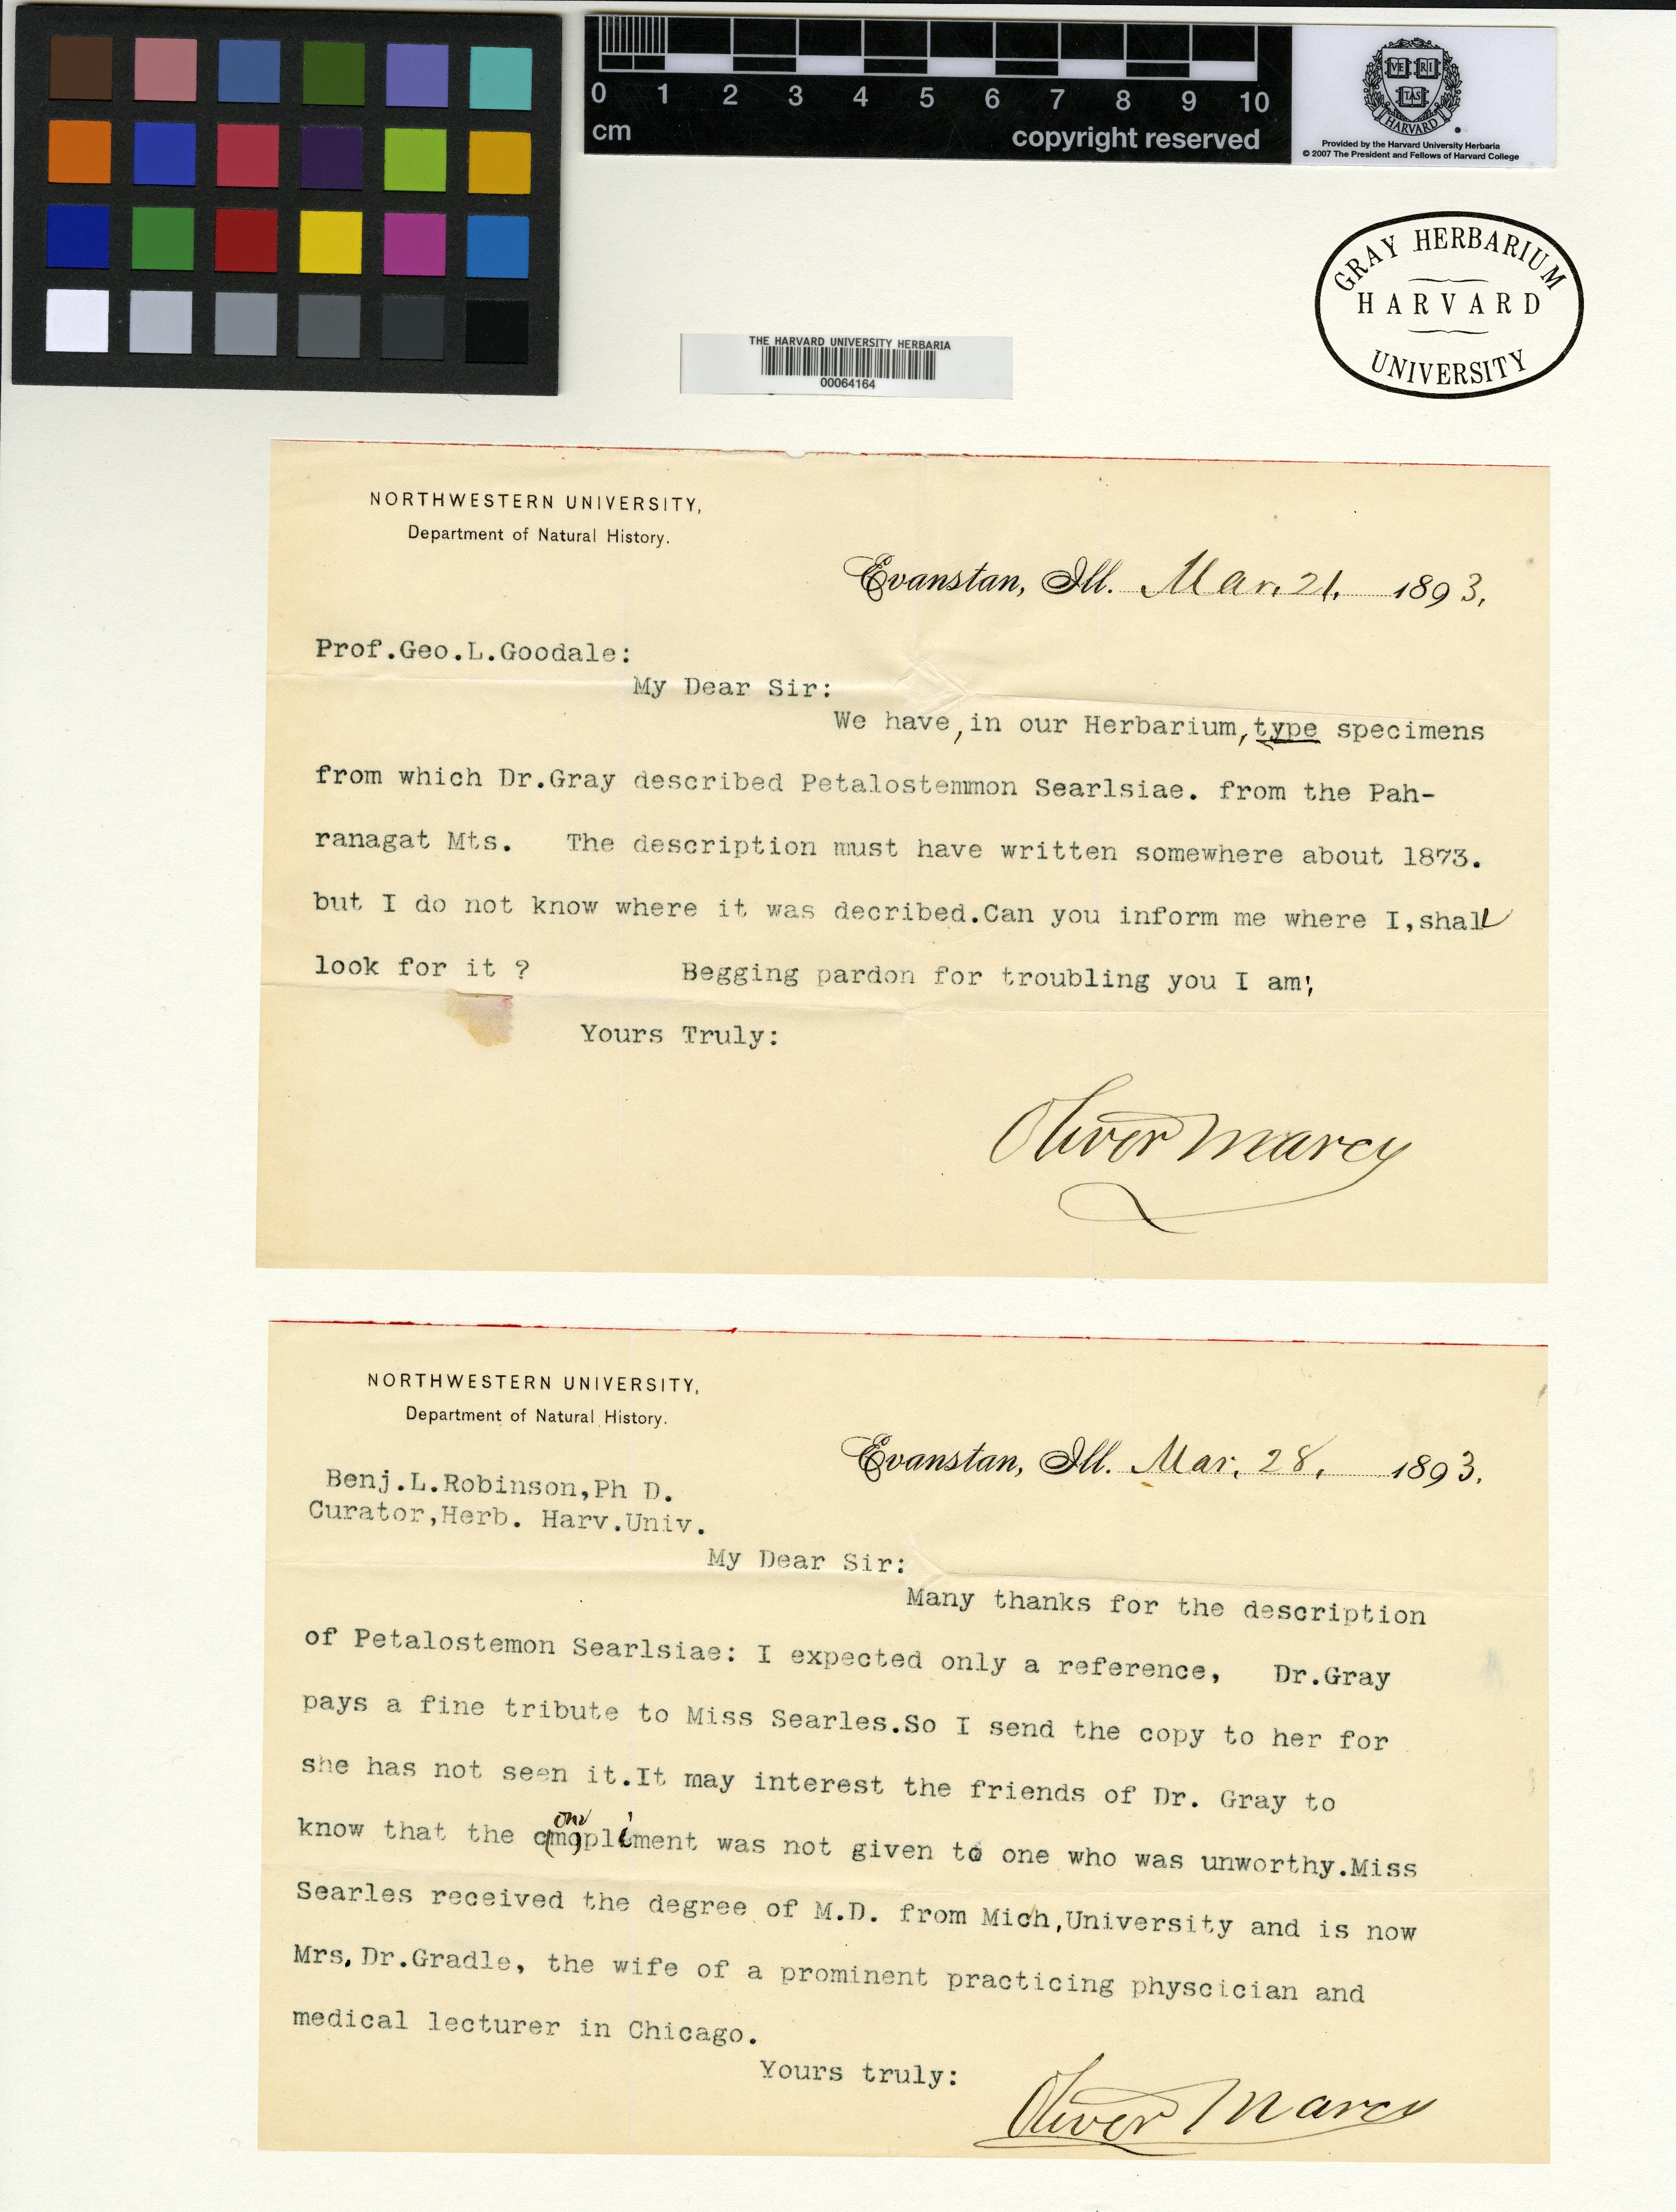 0 1 2 3 4 5 6 7 8 9 10
cm copyright reserved
VE RI
TAS
HARVARD
Provided by the Harvard University Herbaria
© 2007 The President and Fellows of Harvard College
GRAY HERBARIUM
HARVARD
UNIVERSITY
THE HARVARD UNIVERSITY HERBARIA
00064164
NORTHWESTERN UNIVERSITY,
Department of Natural History.
Evanston, Ill. Mar. 21. 1893,
Prof.Geo.L.Goodale:
My Dear Sir:
We have, in our Herbarium, type specimens
from which Dr.Gray described Petalostemmon Searlsiae. from the Pah-
ranagat Mts. The description must have written somewhere about 1873.
but I do not know where it was decribed.Can you inform me where I,shall
look for it ? Begging pardon for troubling you I am;
Yours Truly:
Oliver Marcy
NORTHWESTERN UNIVERSITY,
Department of Natural History.
Evanston, Ill. Mar. 28, 1893.
Benj.L.Robinson,Ph D.
Curator,Herb. Harv.Univ.
My Dear Sir:
Many thanks for the description
of Petalostemon Searlsiae: I expected only a reference, Dr.Gray
pays a fine tribute to Miss Searles.So I send the copy to her for
she has not seen it.It may interest the friends of Dr. Gray to
om i
know that the cmopliment was not given to one who was unworthy.Miss
Searles received the degree of M.D. from Mich,University and is now
Mrs. Dr.Gradle, the wife of a prominent practicing physcician and
medical lecturer in Chicago.
Yours truly:
Oliver Marcy